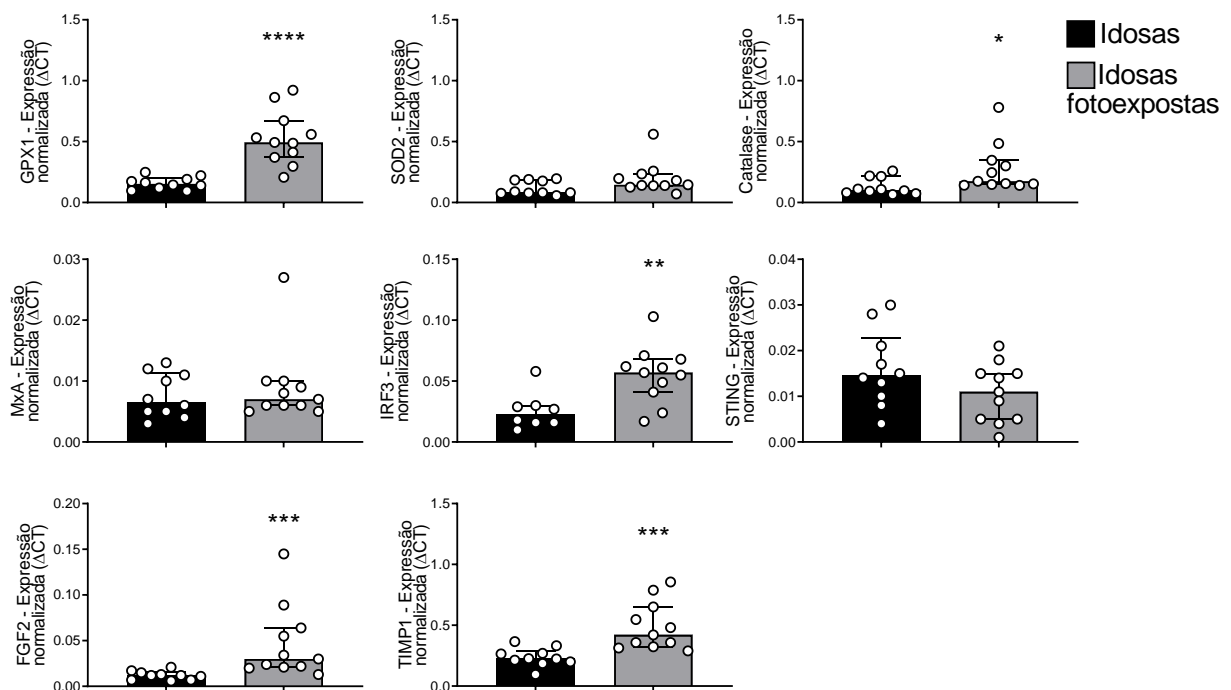 GPX1 - Expressão
normalizada (ΔCT)
1.5
1.0
0.5
0.0
****
SOD2 - Expressão
normalizada (ΔCT)
1.5
1.0
0.5
0.0
Catalase - Expressão
normalizada (ΔCT)
1.5
1.0
0.5
0.0
*
Idosas
Idosas
fotoexpostas
MxA - Expressão
normalizada (ΔCT)
0.03
0.02
0.01
0.00
IRF3 - Expressão
normalizada (ΔCT)
0.15
0.10
0.05
0.00
**
STING - Expressão
normalizada (ΔCT)
0.04
0.03
0.02
0.01
0.00
FGF2 - Expressão
normalizada (ΔCT)
0.20
0.15
0.10
0.05
0.00
***
TIMP1 - Expressão
normalizada (ΔCT)
1.5
1.0
0.5
0.0
***